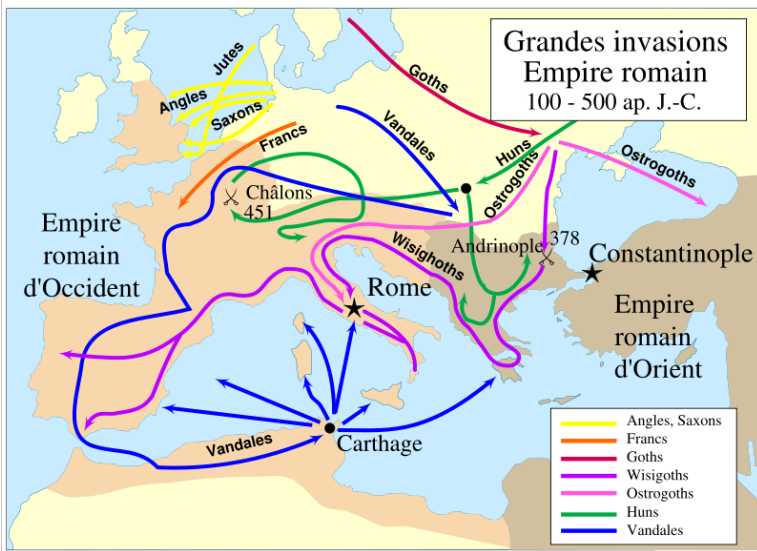 Grandes invasions
Empire romain
100 - 500 ap. J.-C.
Jutes
Angles
Saxons
Goths
Francs
Vandales
Huns
Ostrogoths
Ostrogoths
Châlons
451
Empire
romain
d'Occident
Wisighoths
Andrinople
378
Constantinople
Rome
Empire
romain
d'Orient
Vandales
Carthage
Angles, Saxons
Francs
Goths
Wisigoths
Ostrogoths
Huns
Vandales